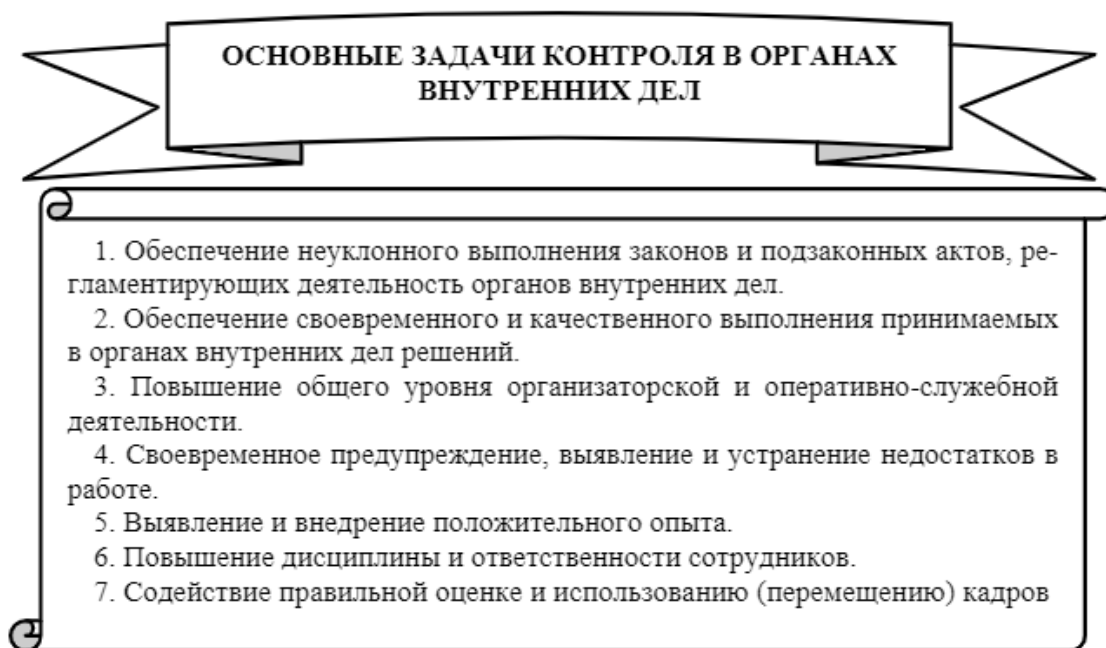 ОСНОВНЫЕ ЗАДАЧИ КОНТРОЛЯ В ОРГАНАХ
ВНУТРЕННИХ ДЕЛ
1. Обеспечение неуклонного выполнения законов и подзаконных актов, ре-
гламентирующих деятельность органов внутренних дел.
2. Обеспечение своевременного и качественного выполнения принимаемых
в органах внутренних дел решений.
3. Повышение общего уровня организаторской и оперативно-служебной
деятельности.
4. Своевременное предупреждение, выявление и устранение недостатков в
работе.
5. Выявление и внедрение положительного опыта.
6. Повышение дисциплины и ответственности сотрудников.
7. Содействие правильной оценке и использованию (перемещению) кадров